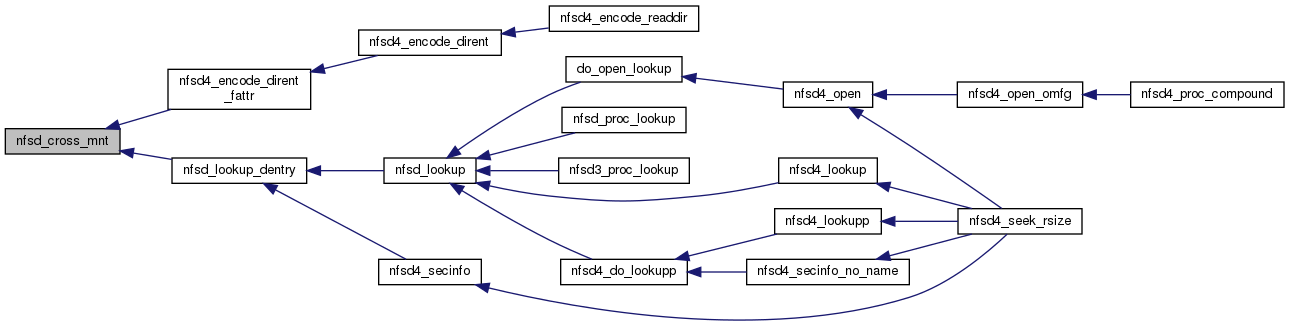 nfsd4_encode_readdir
nfsd4_encode_dirent
do_open_lookup
nfsd4_encode_dirent
_fattr
nfsd4_open
nfsd4_open_omfg
nfsd4_proc_compound
nfsd_proc_lookup
nfsd_cross_mnt
nfsd_lookup_dentry
nfsd_lookup
nfsd3_proc_lookup
nfsd4_lookup
nfsd4_lookupp
nfsd4_seek_rsize
nfsd4_secinfo
nfsd4_do_lookupp
nfsd4_secinfo_no_name